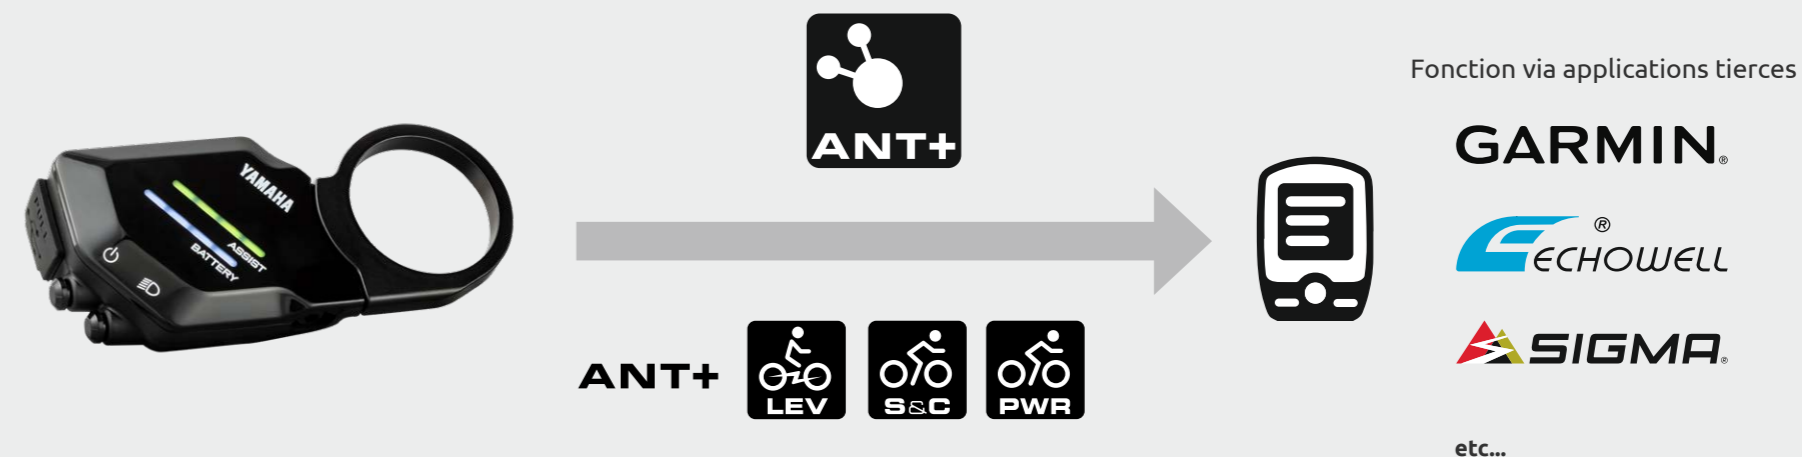 YAMAHA
ASSIST
BATTERY
ANT+
ANT+
LEV
S&C
PWR
Fonction via applications tierces
GARMIN®
® ECHOWELL
SIGMA®
etc...